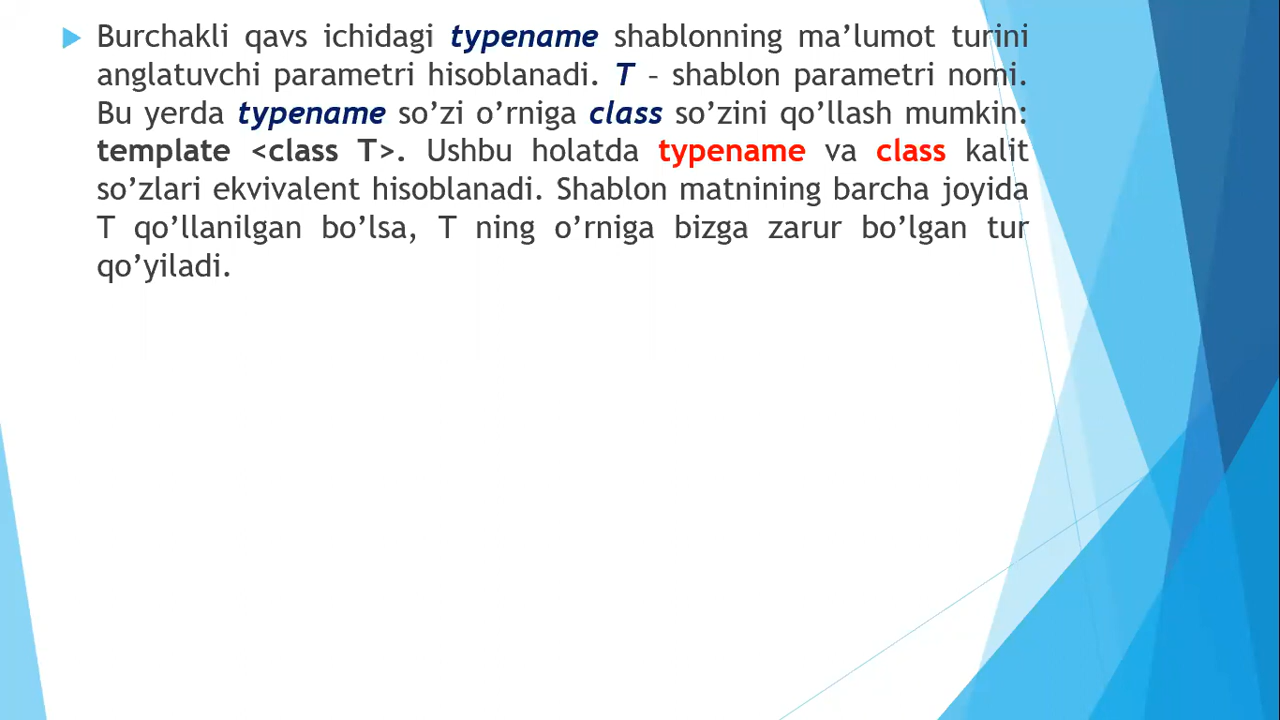 Burchakli qavs ichidagi typename shablonning ma’lumot turini
anglatuvchi parametri hisoblanadi. T – shablon parametri nomi.
Bu yerda typename so’zi o’rniga class so’zini qo’llash mumkin:
template <class T>. Ushbu holatda typename va class kalit
so’zlari ekvivalent hisoblanadi. Shablon matnining barcha joyida
T qo’llanilgan bo’lsa, T ning o’rniga bizga zarur bo’lgan tur
qo’yiladi.